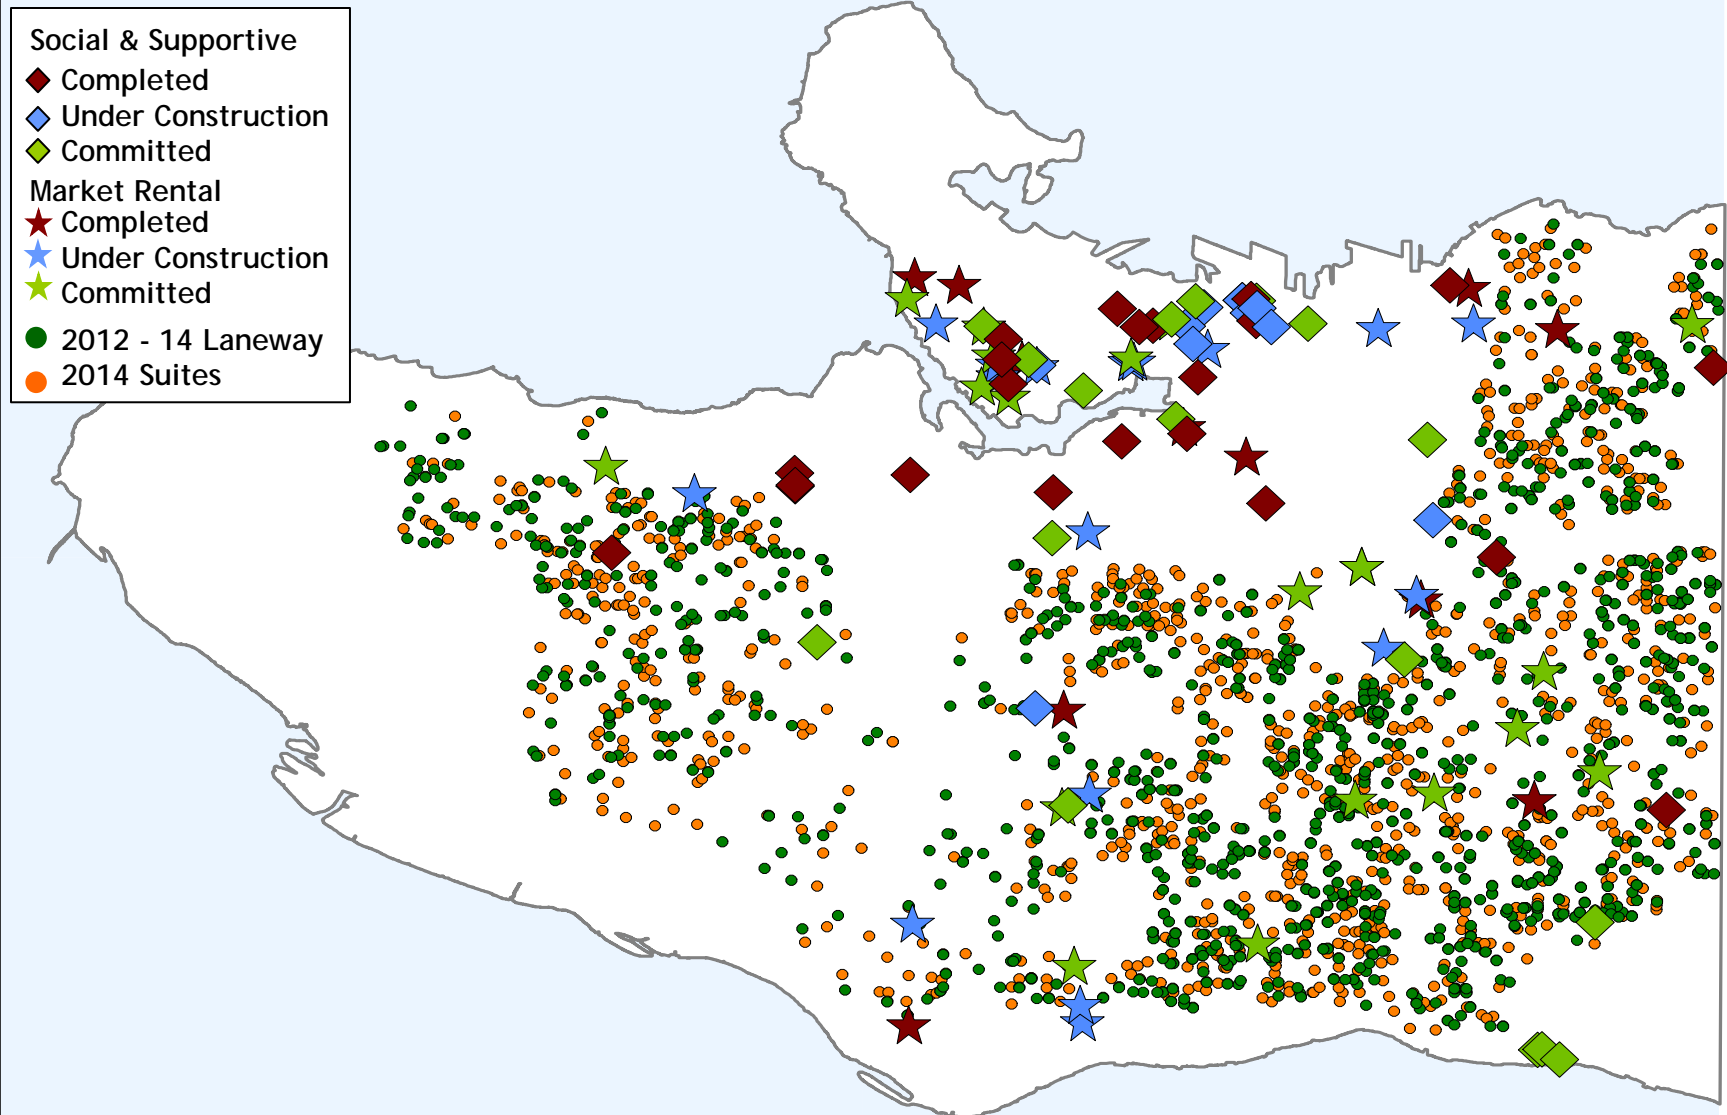 Social & Supportive
Completed
Under Construction
Committed
Market Rental
Completed
Under Construction
Committed
2012 - 14 Laneway
2014 Suites